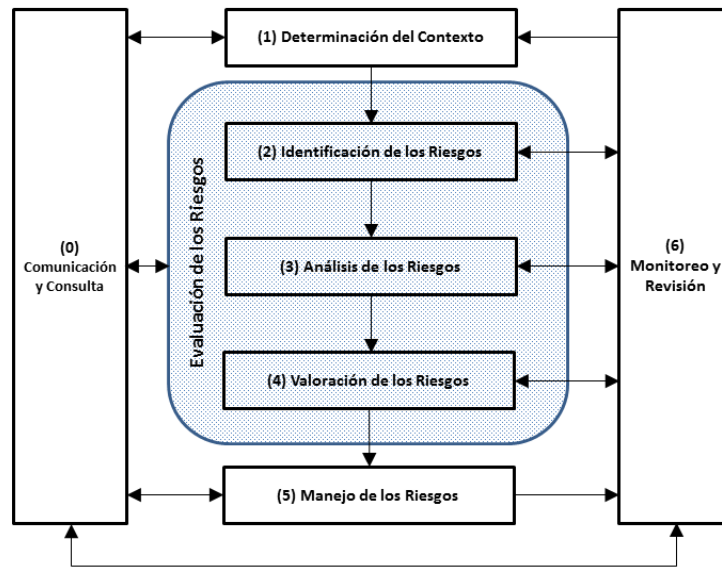 (1) Determinación del Contexto
Evaluación de los Riesgos
(2) Identificación de los Riesgos
(0)
Comunicación
y Consulta
(3) Análisis de los Riesgos
(6)
Monitoreo y
Revisión
(4) Valoración de los Riesgos
(5) Manejo de los Riesgos